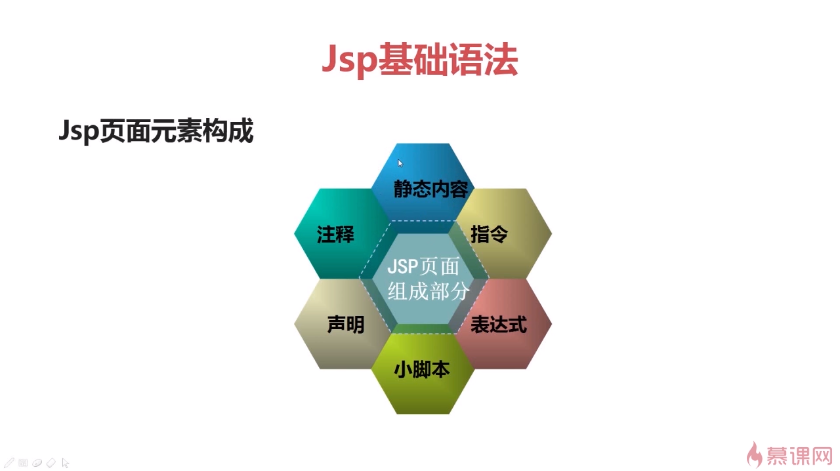 Jsp基础语法
Jsp页面元素构成
静态内容
注释
指令
JSP页面
组成部分
声明
表达式
小脚本
慕课网